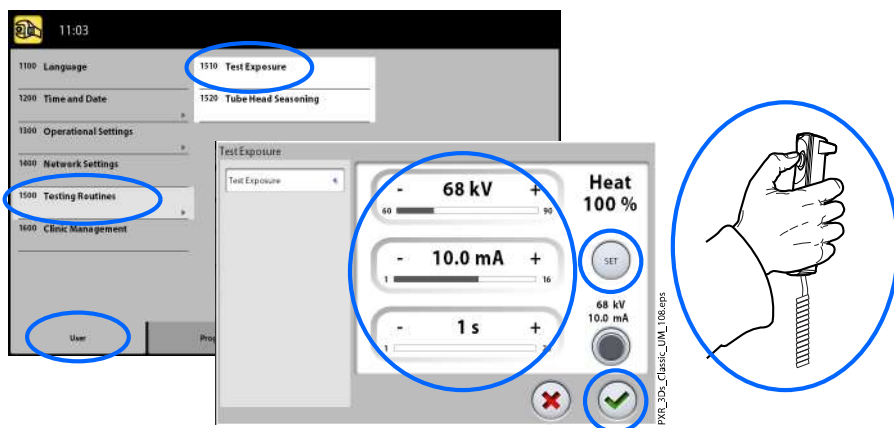 11:03
1100 Language
1510 Test Exposure
1200 Time and Date
1520 Tube Head Seasoning
1300 Operational Settings
1400 Network Settings
1500 Testing Routines
1600 Clinic Management
User
Test Exposure
Test Exposure
- 68 kV +
60 90
Heat
100 %
- 10.0 mA +
1 16
SET
68 kV
10.0 mA
- 1 s +
1
PXR_3Ds_Classic_UM_108.eps